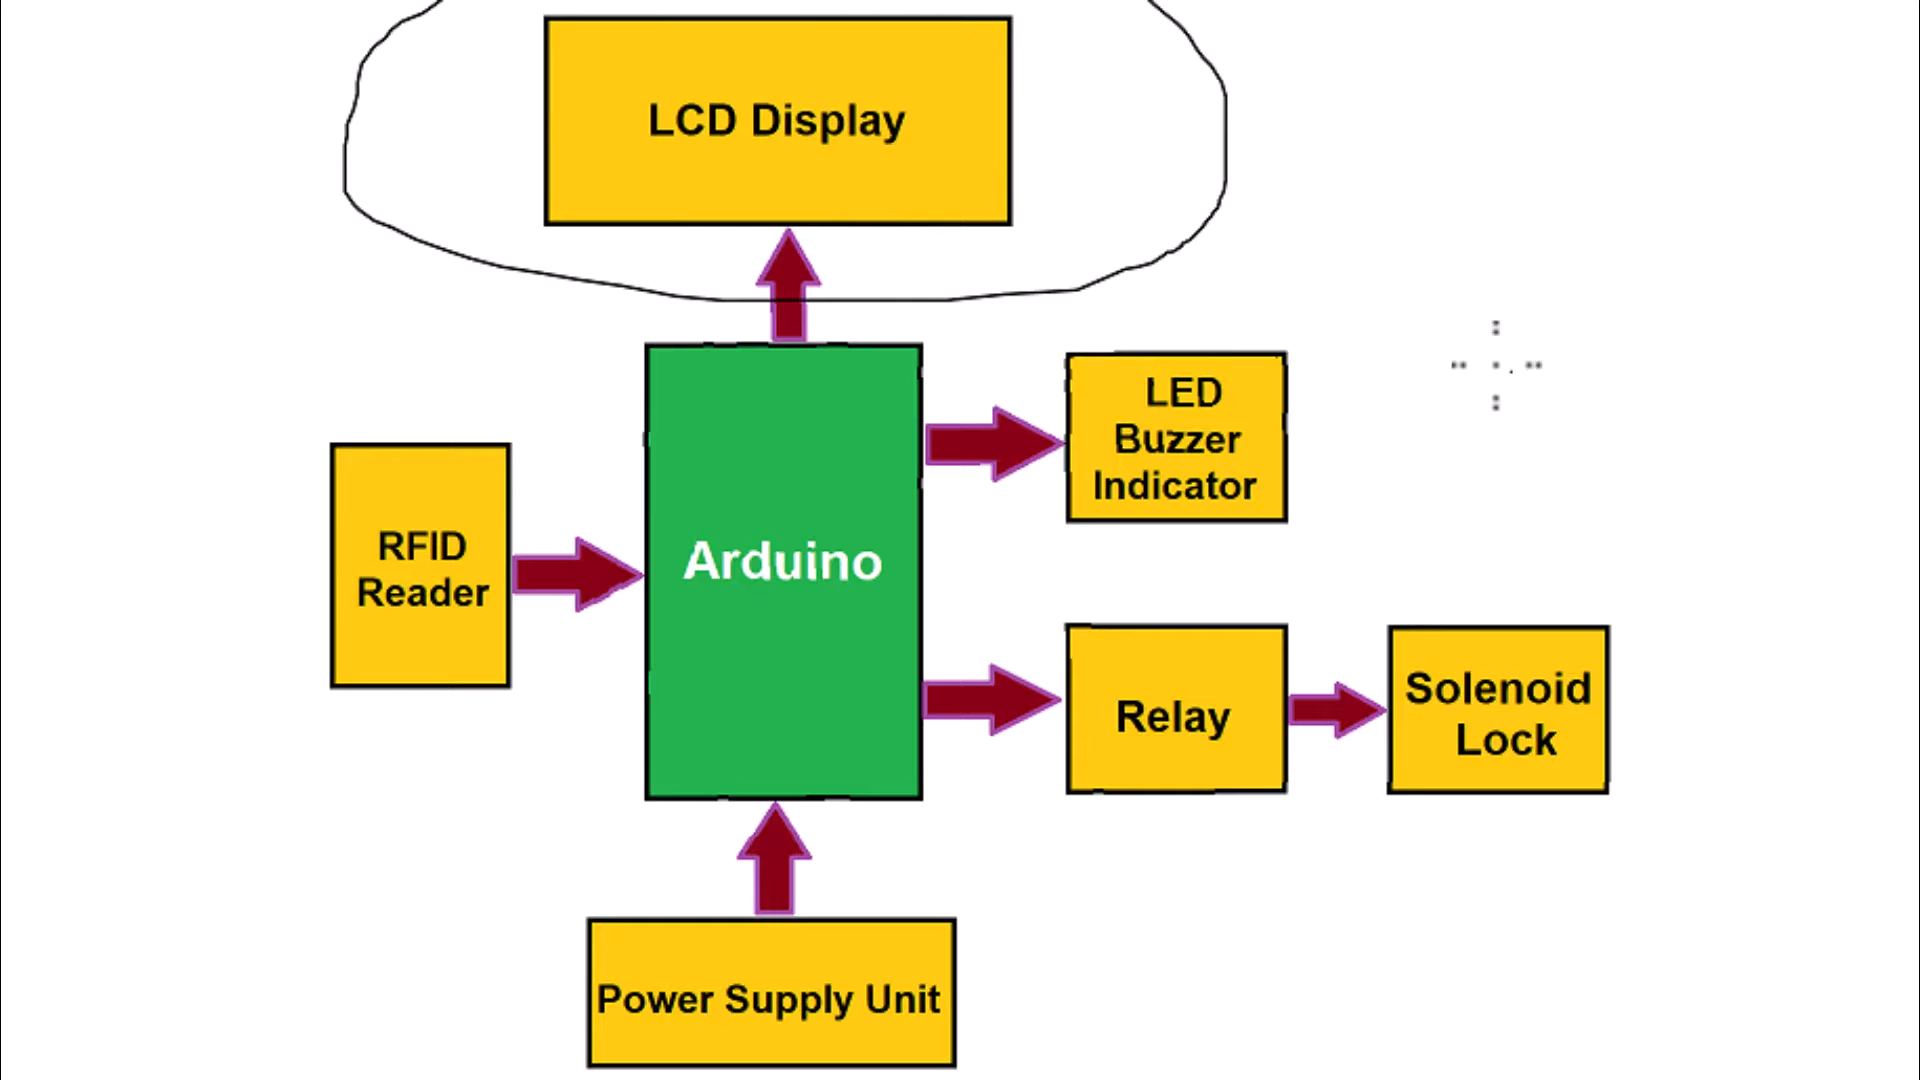 LCD Display
LED
Buzzer
Indicator
RFID
Reader
Arduino
Relay
Solenoid
Lock
Power Supply Unit